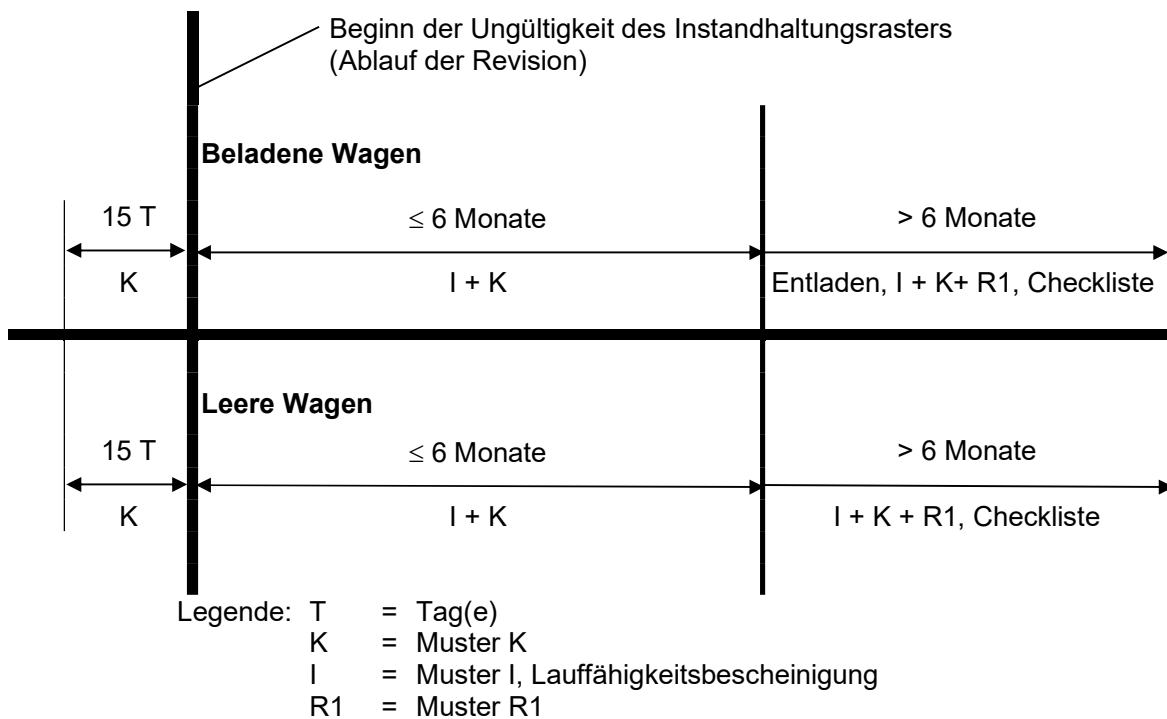 Beginn der Ungültigkeit des Instandhaltungsrasters
(Ablauf der Revision)
Beladene Wagen
15 T ≤ 6 Monate > 6 Monate
K I + K Entladen, I + K+ R1, Checkliste
Leere Wagen
15 T ≤ 6 Monate > 6 Monate
K I + K I + K + R1, Checkliste
Legende: T = Tag(e)
K = Muster K
I = Muster I, Lauffähigkeitsbescheinigung
R1 = Muster R1